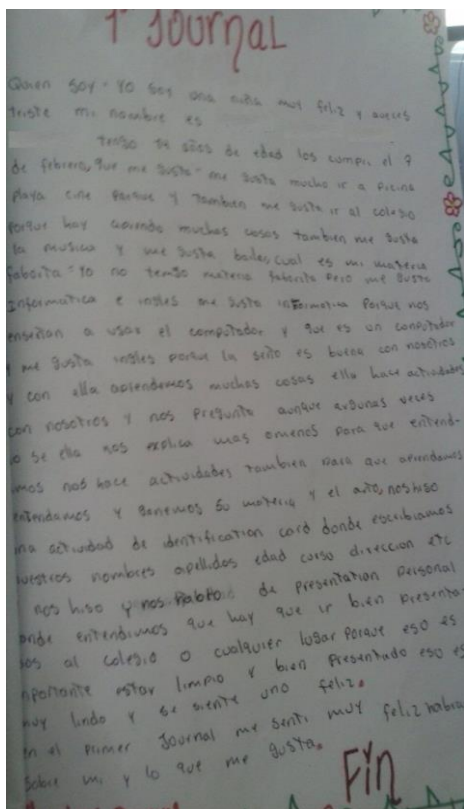 1° JOURNAL
Quien soy - Yo soy una niña muy feliz y aveces
triste mi nombre es
tengo 14 años de edad los cumpli el 9
de febrero, que me gusta - me gusta mucho ir a picina
playa cine parque y tambien me gusta ir al colegio
porque hay aprendo muchas cosas tambien me gusta
la musica y me gusta bailar, cual es mi materia
faborita - Yo no tengo materia faborita pero me gusta
informatica e ingles me gusta informatica porque nos
enseñan a usar el computador y que es un computador
y me gusta ingles porque la seño es buena con nosotros
y con ella aprendemos muchas cosas ella hace actividades
con nosotros y nos pregunta aunque argunas veces
o se ella nos explica mas omenos para que entend-
mos nos hace actividades tambien para que aprendamos
entendamos y ganemos su materia y el año, nos hiso
una actividad de identification card donde escribiamos
nuestros nombres apellidos edad curso direccion etc
nos hiso y nos hablo de presentation personal
onde entendimos que hay que ir bien presenta-
dos al colegio o cualquier lugar porque eso es
mportante estar limpio y bien presentado eso es
muy lindo y se siente uno feliz.
en el primer Journal me senti muy feliz habla
sobre mi y lo que me gusta.
Fin